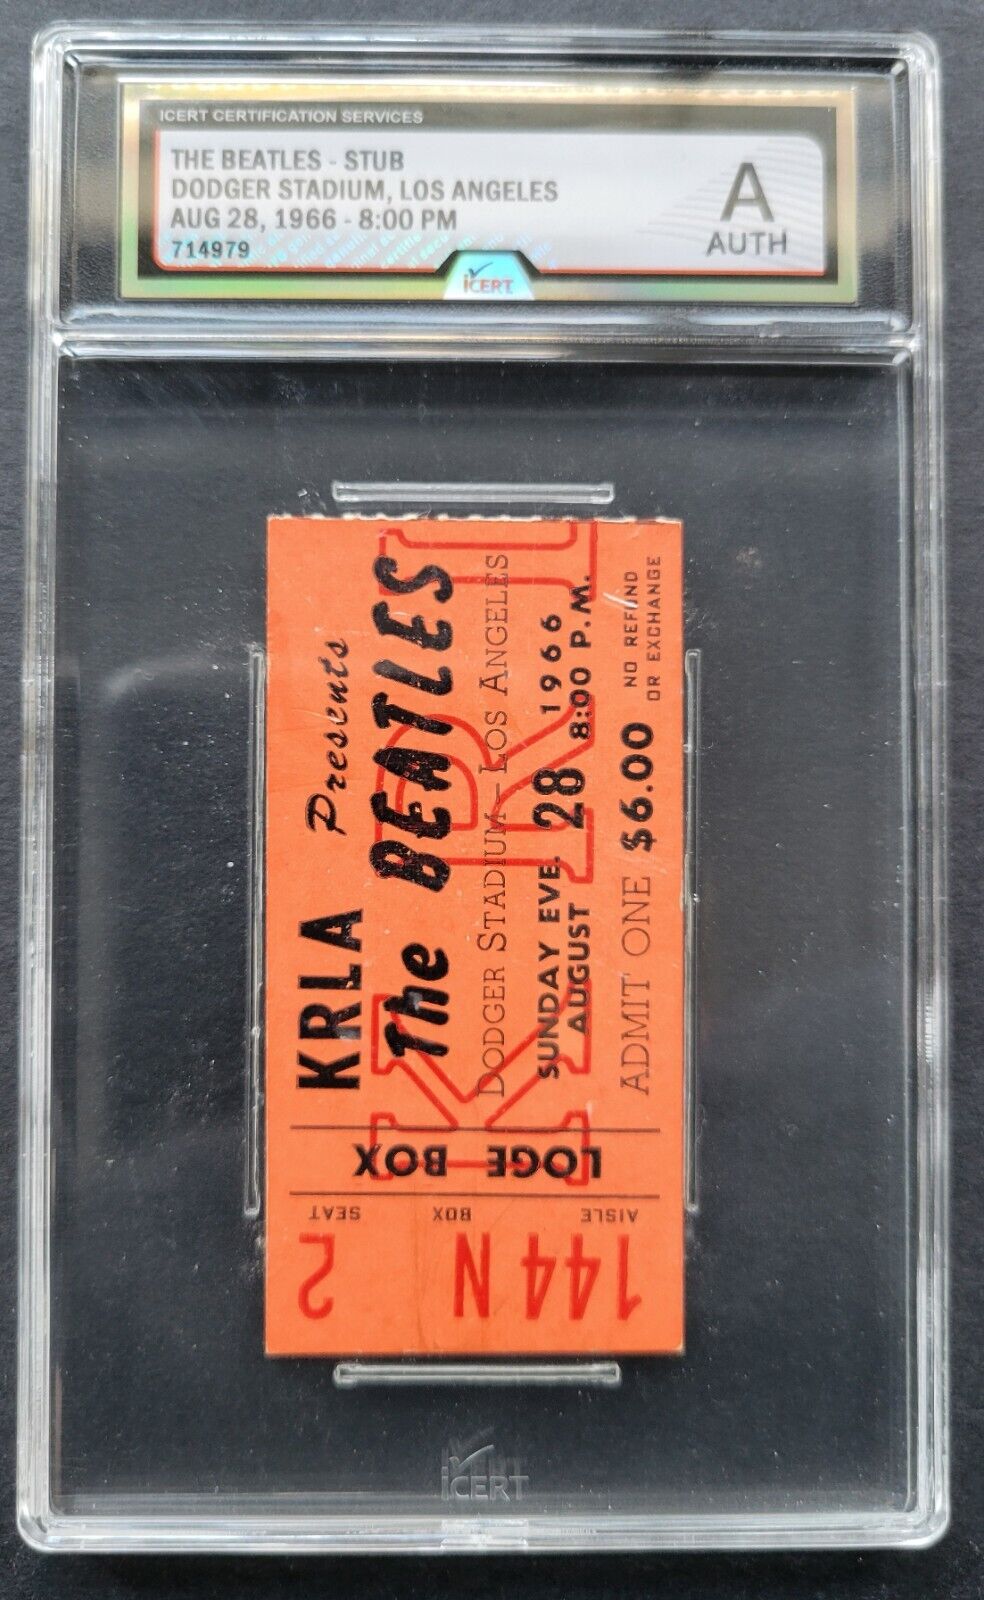 ICERT CERTIFICATION SERVICES
THE BEATLES - STUB
DODGER STADIUM, LOS ANGELES
AUG 28, 1966 - 8:00 PM
714979
A
AUTH
iCERT
KRLA Presents
The BEATLES
DODGER STADIUM—LOS ANGELES
SUNDAY EVE. AUGUST 28 1966 8:00 P.M.
ADMIT ONE $6.00 NO REFUND OR EXCHANGE
KRL
LOGE BOX
AISLE BOX SEAT
144 N 2
iCERT